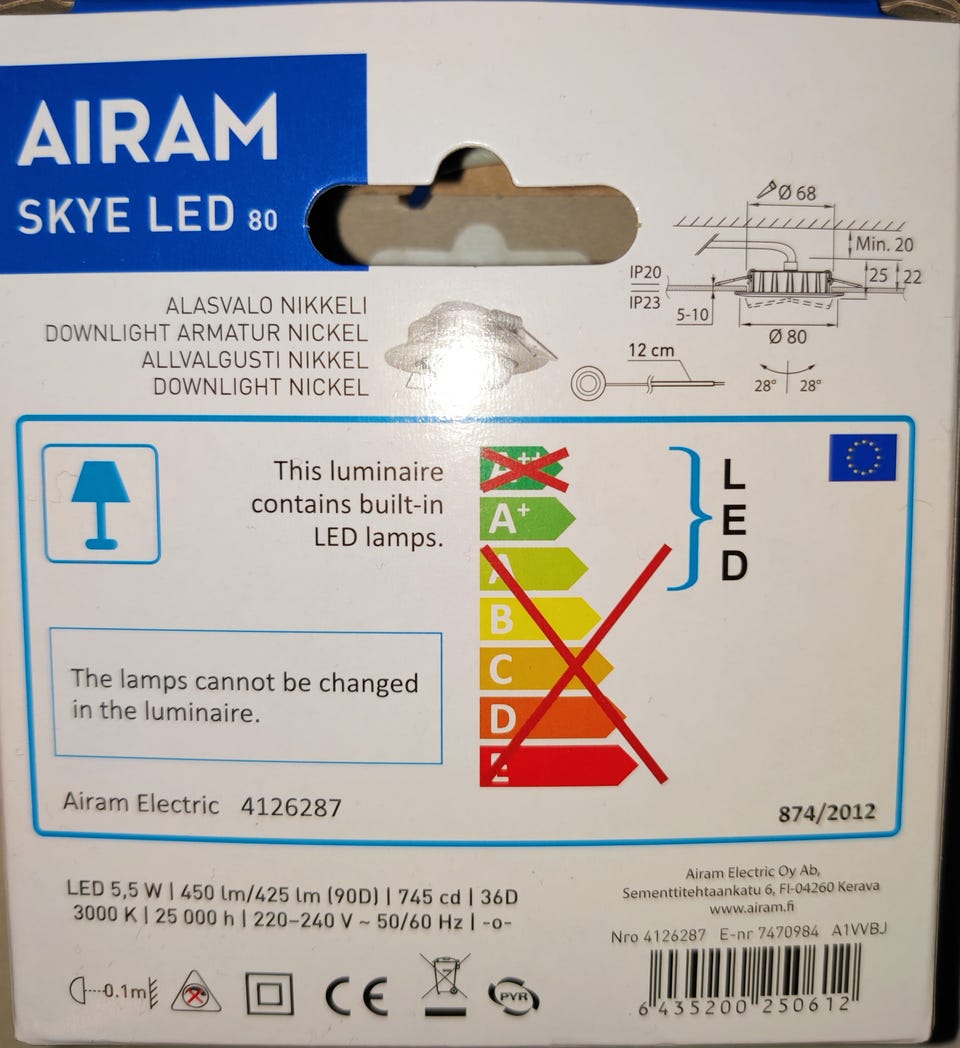 AIRAM
SKYE LED 80
ALASVALO NIKKELI
DOWNLIGHT ARMATUR NICKEL
ALLVALGUSTI NIKKEL
DOWNLIGHT NICKEL
Ø 68
Min. 20
IP20
IP23
25
22
5-10
Ø 80
12 cm
28° 28°
This luminaire
contains built-in
LED lamps.
A++
A+
A
B
C
D
E
L
E
D
The lamps cannot be changed
in the luminaire.
Airam Electric 4126287
874/2012
LED 5,5 W | 450 lm/425 lm (90D) | 745 cd | 36D
3000 K | 25 000 h | 220–240 V ~ 50/60 Hz | -o-
Airam Electric Oy Ab,
Sementtitehtaankatu 6, FI-04260 Kerava
www.airam.fi
Nro 4126287 E-nr 7470984 A1VVBJ
0.1m
CE
PYR
6 435200 250612